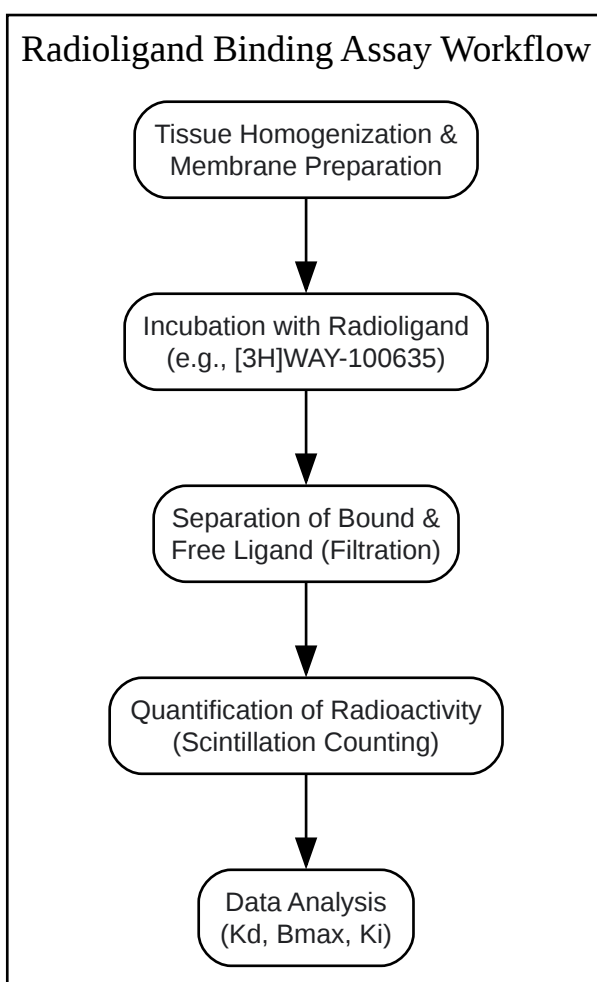 Radioligand Binding Assay Workflow
Tissue Homogenization &
Membrane Preparation
Incubation with Radioligand
(e.g., [3H]WAY-100635)
Separation of Bound &
Free Ligand (Filtration)
Quantification of Radioactivity
(Scintillation Counting)
Data Analysis
(Kd, Bmax, Ki)